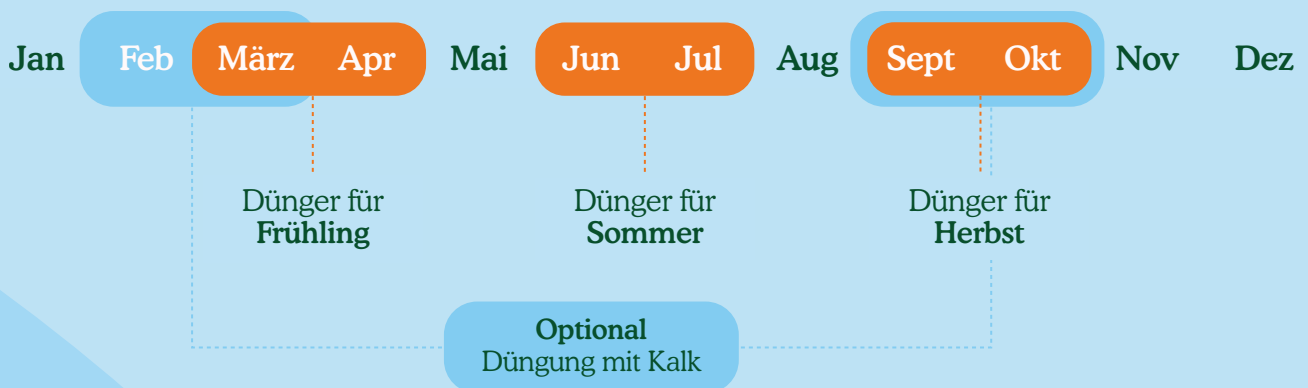 Jan Feb März Apr Mai Jun Jul Aug Sept Okt Nov Dez
Dünger für
Frühling
Dünger für
Sommer
Dünger für
Herbst
Optional
Düngung mit Kalk